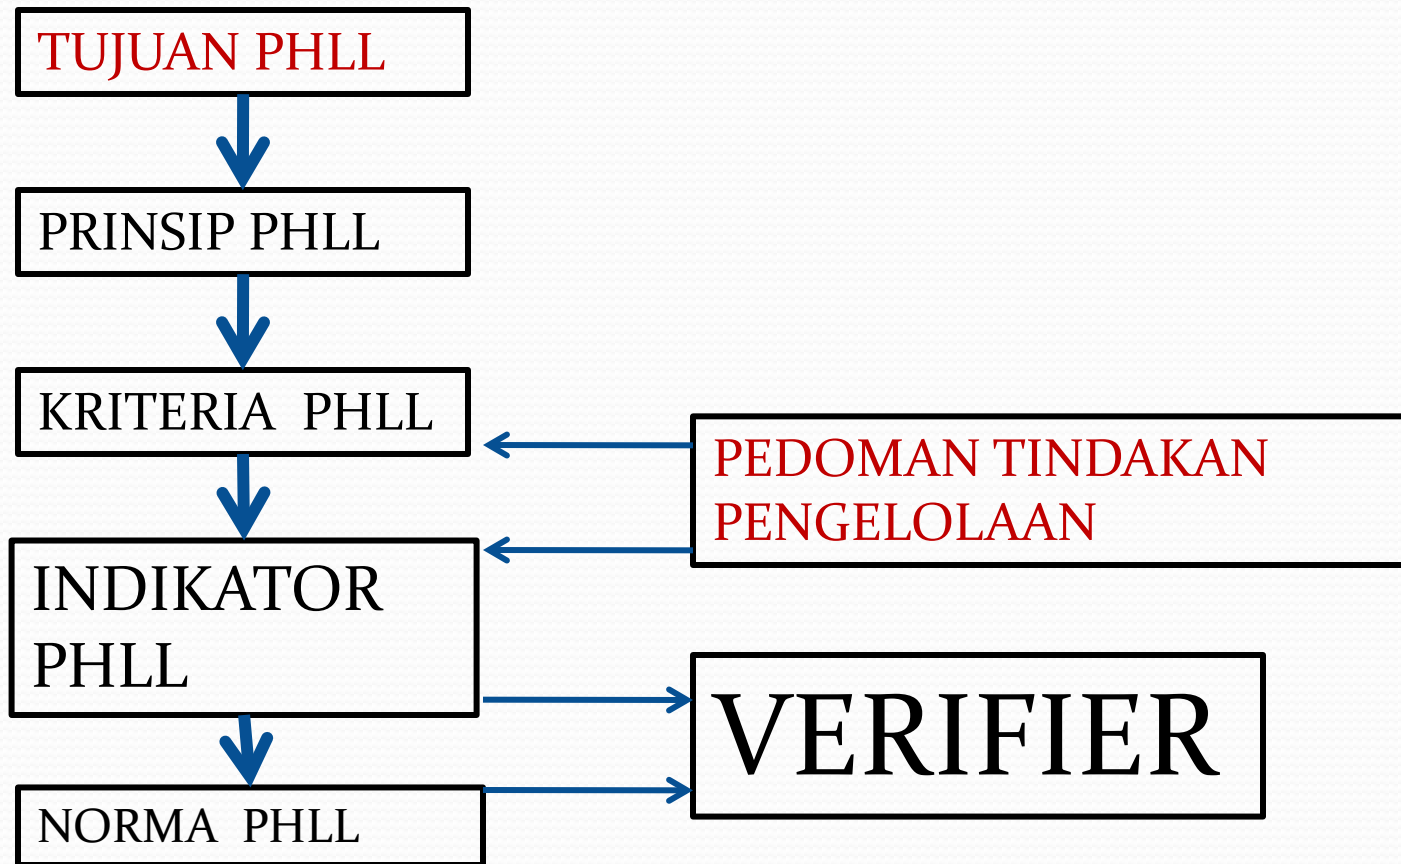 TUJUAN PHLL
PRINSIP PHLL
KRITERIA PHLL
PEDOMAN TINDAKAN
PENGELOLAAN
INDIKATOR
PHLL
VERIFIER
NORMA PHLL